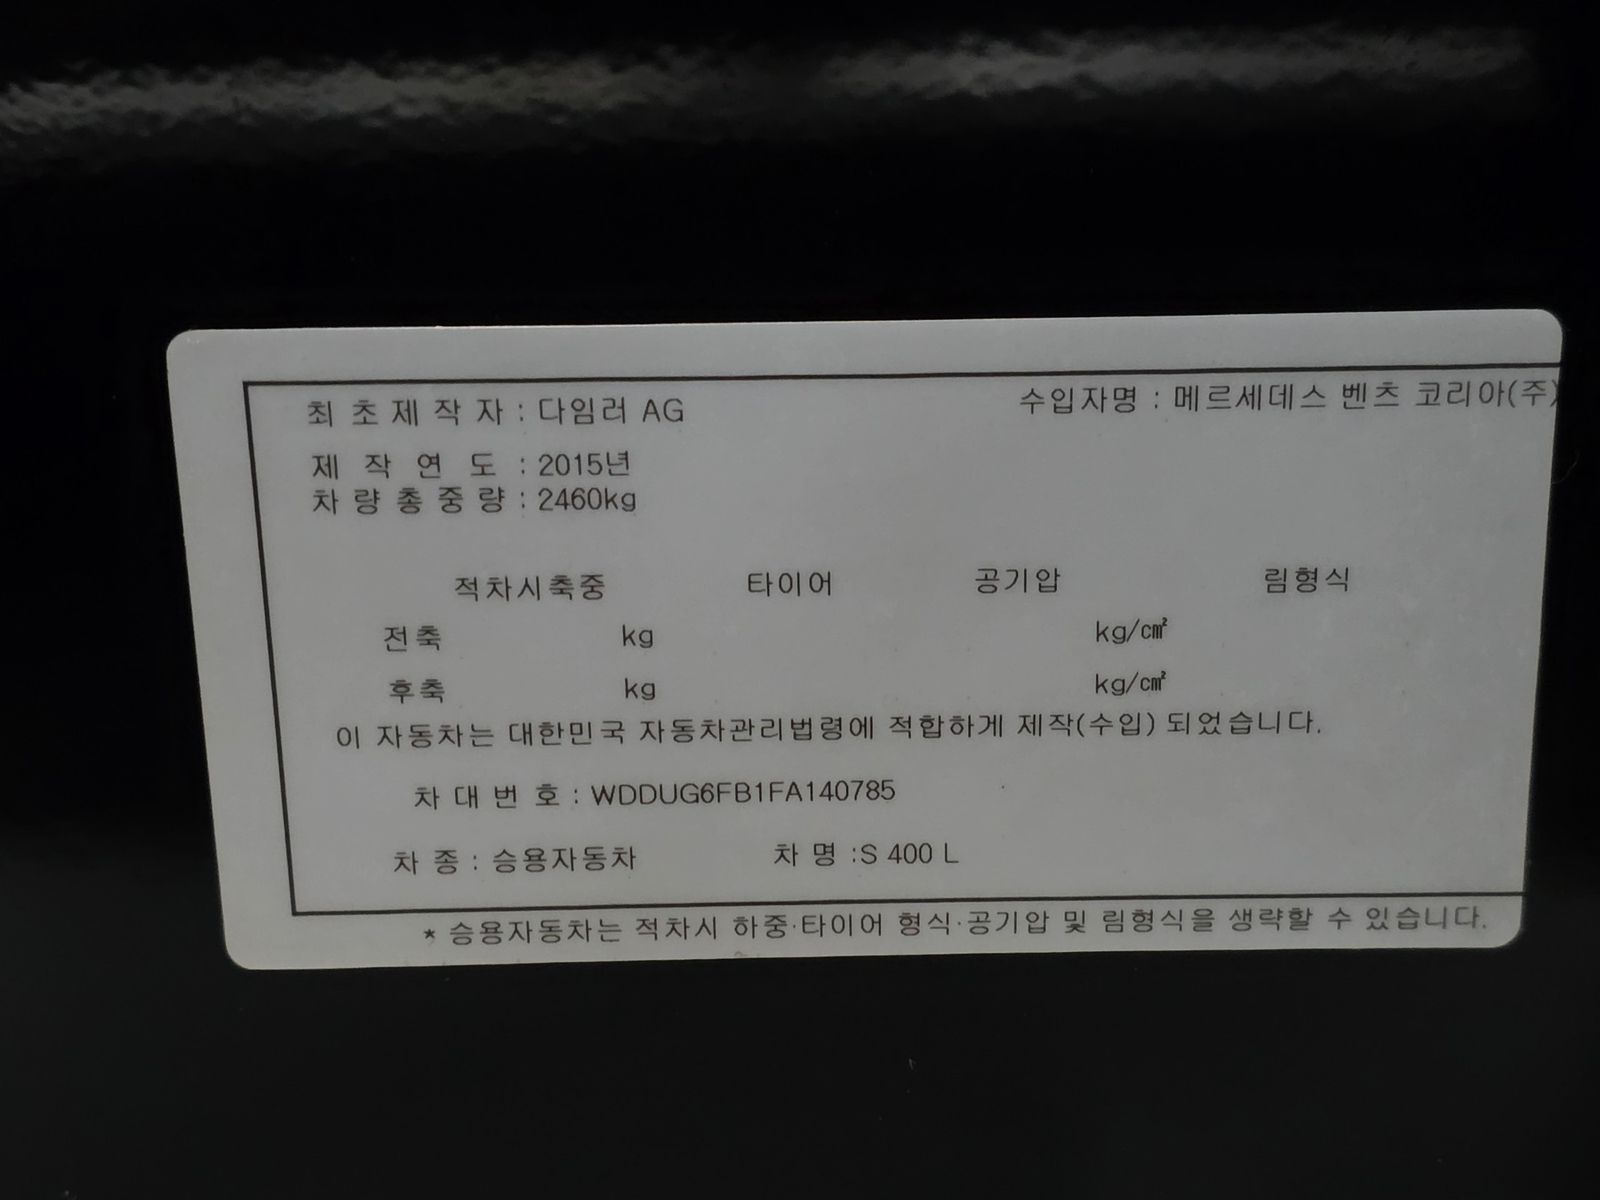 최 초 제 작 자 : 다임러 AG 수입자명 : 메르세데스 벤츠 코리아(주)
제 작 연 도 : 2015년
차 량 총 중 량 : 2460kg
적차시축중 타이어 공기압 림형식
전축 kg kg/㎠
후축 kg kg/㎠
이 자동차는 대한민국 자동차관리법령에 적합하게 제작(수입) 되었습니다.
차 대 번 호 : WDDUG6FB1FA140785
차 종 : 승용자동차 차 명 :S 400 L
* 승용자동차는 적차시 하중·타이어 형식·공기압 및 림형식을 생략할 수 있습니다.